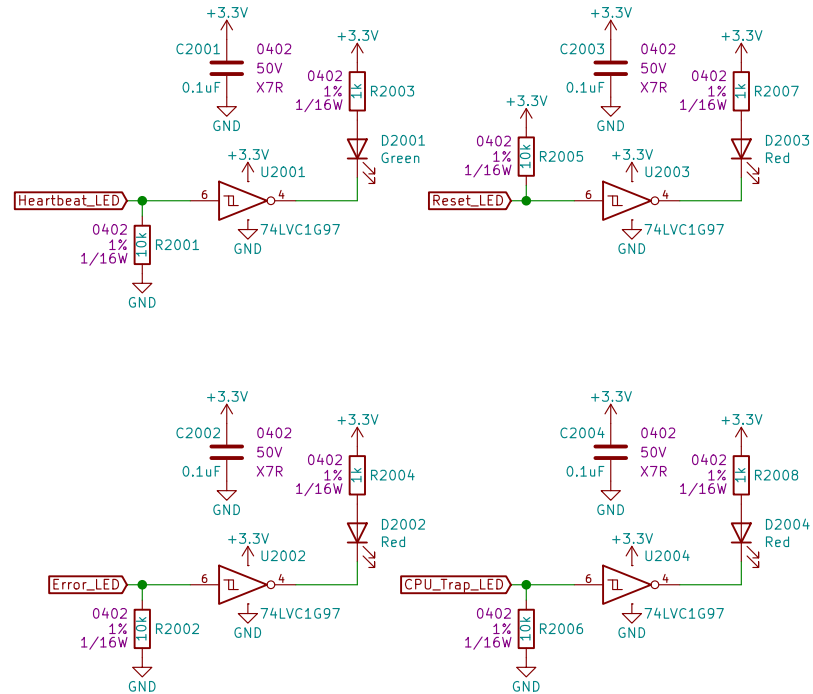 +3.3V
C2001
0.1uF
0402
50V
X7R
GND
+3.3V
0402
1%
1/16W
1k
R2003
D2001
Green
+3.3V
U2001
Heartbeat_LED
6
4
GND
74LVC1G97
0402
1%
1/16W
10k
R2001
GND
+3.3V
C2003
0.1uF
0402
50V
X7R
GND
+3.3V
0402
1%
1/16W
1k
R2007
D2003
Red
+3.3V
0402
1%
1/16W
10k
R2005
+3.3V
U2003
Reset_LED
6
4
GND
74LVC1G97
+3.3V
C2002
0.1uF
0402
50V
X7R
GND
+3.3V
0402
1%
1/16W
1k
R2004
D2002
Red
+3.3V
U2002
Error_LED
6
4
GND
74LVC1G97
0402
1%
1/16W
10k
R2002
GND
+3.3V
C2004
0.1uF
0402
50V
X7R
GND
+3.3V
0402
1%
1/16W
1k
R2008
D2004
Red
+3.3V
U2004
CPU_Trap_LED
6
4
GND
74LVC1G97
0402
1%
1/16W
10k
R2006
GND